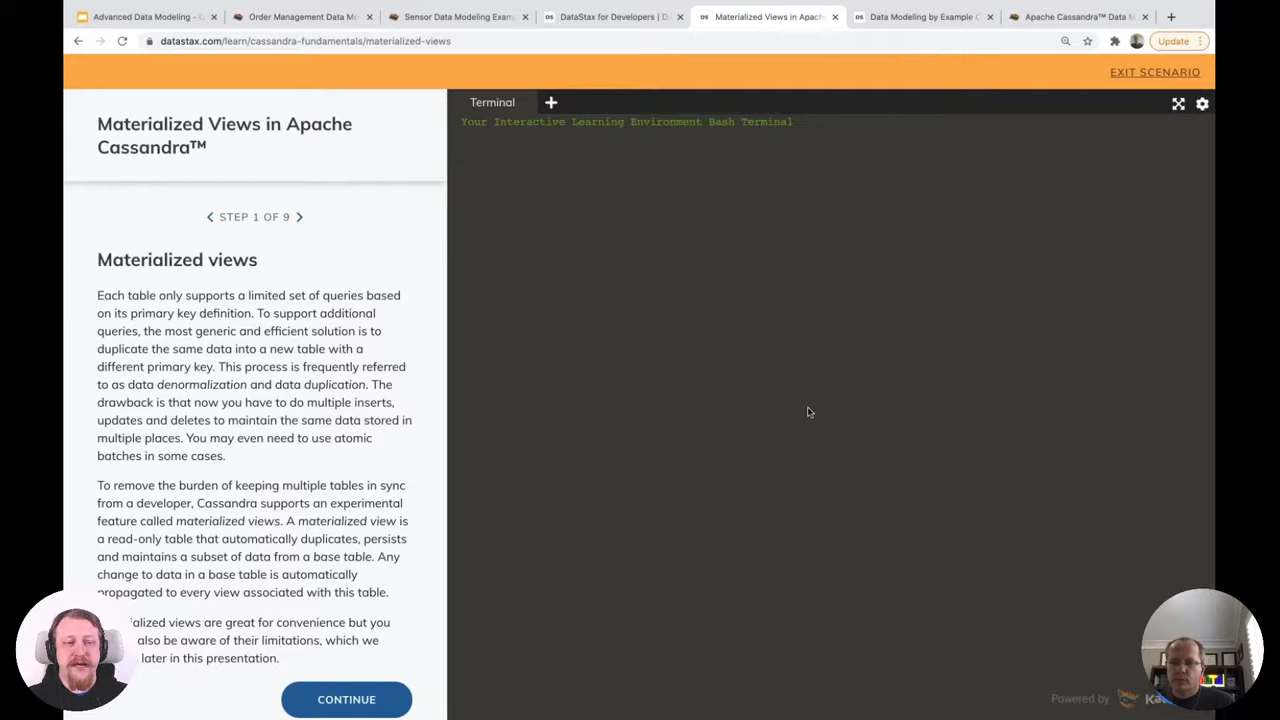 Advanced Data Modeling - G
Order Management Data Mo
Sensor Data Modeling Exam
DS DataStax for Developers | D
DS Materialized Views in Apach
DS Data Modeling by Example C
Apache Cassandra™ Data M
datastax.com/learn/cassandra-fundamentals/materialized-views
Update
EXIT SCENARIO
Materialized Views in Apache
Cassandra™
STEP 1 OF 9
Materialized views
Each table only supports a limited set of queries based
on its primary key definition. To support additional
queries, the most generic and efficient solution is to
duplicate the same data into a new table with a
different primary key. This process is frequently referred
to as data denormalization and data duplication. The
drawback is that now you have to do multiple inserts,
updates and deletes to maintain the same data stored in
multiple places. You may even need to use atomic
batches in some cases.
To remove the burden of keeping multiple tables in sync
from a developer, Cassandra supports an experimental
feature called materialized views. A materialized view is
a read-only table that automatically duplicates, persists
and maintains a subset of data from a base table. Any
change to data in a base table is automatically
propagated to every view associated with this table.
ialized views are great for convenience but you
also be aware of their limitations, which we
later in this presentation.
CONTINUE
Terminal
Your Interactive Learning Environment Bash Terminal
Powered by